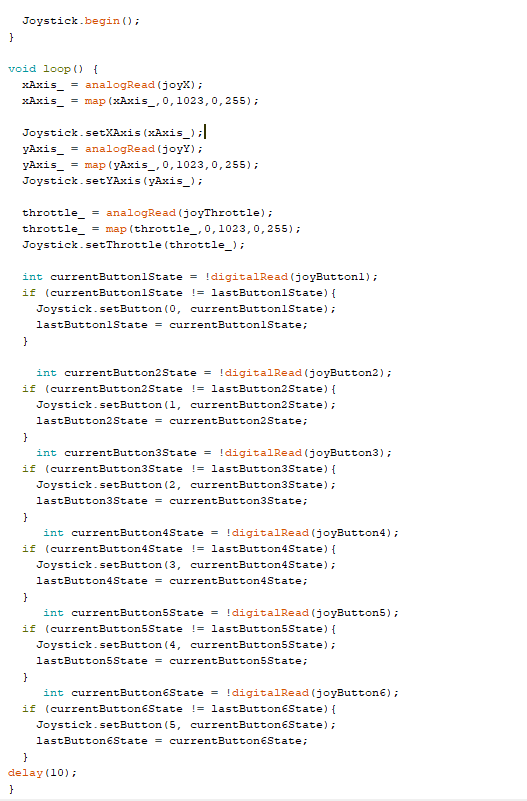 Joystick.begin();
}
void loop() {
xAxis_ = analogRead(joyX);
xAxis_ = map(xAxis_,0,1023,0,255);
Joystick.setXAxis(xAxis_);
yAxis_ = analogRead(joyY);
yAxis_ = map(yAxis_,0,1023,0,255);
Joystick.setYAxis(yAxis_);
throttle_ = analogRead(joyThrottle);
throttle_ = map(throttle_,0,1023,0,255);
Joystick.setThrottle(throttle_);
int currentButton1State = !digitalRead(joyButton1);
if (currentButton1State != lastButton1State){
Joystick.setButton(0, currentButton1State);
lastButton1State = currentButton1State;
}
int currentButton2State = !digitalRead(joyButton2);
if (currentButton2State != lastButton2State){
Joystick.setButton(1, currentButton2State);
lastButton2State = currentButton2State;
}
int currentButton3State = !digitalRead(joyButton3);
if (currentButton3State != lastButton3State){
Joystick.setButton(2, currentButton3State);
lastButton3State = currentButton3State;
}
int currentButton4State = !digitalRead(joyButton4);
if (currentButton4State != lastButton4State){
Joystick.setButton(3, currentButton4State);
lastButton4State = currentButton4State;
}
int currentButton5State = !digitalRead(joyButton5);
if (currentButton5State != lastButton5State){
Joystick.setButton(4, currentButton5State);
lastButton5State = currentButton5State;
}
int currentButton6State = !digitalRead(joyButton6);
if (currentButton6State != lastButton6State){
Joystick.setButton(5, currentButton6State);
lastButton6State = currentButton6State;
}
delay(10);
}